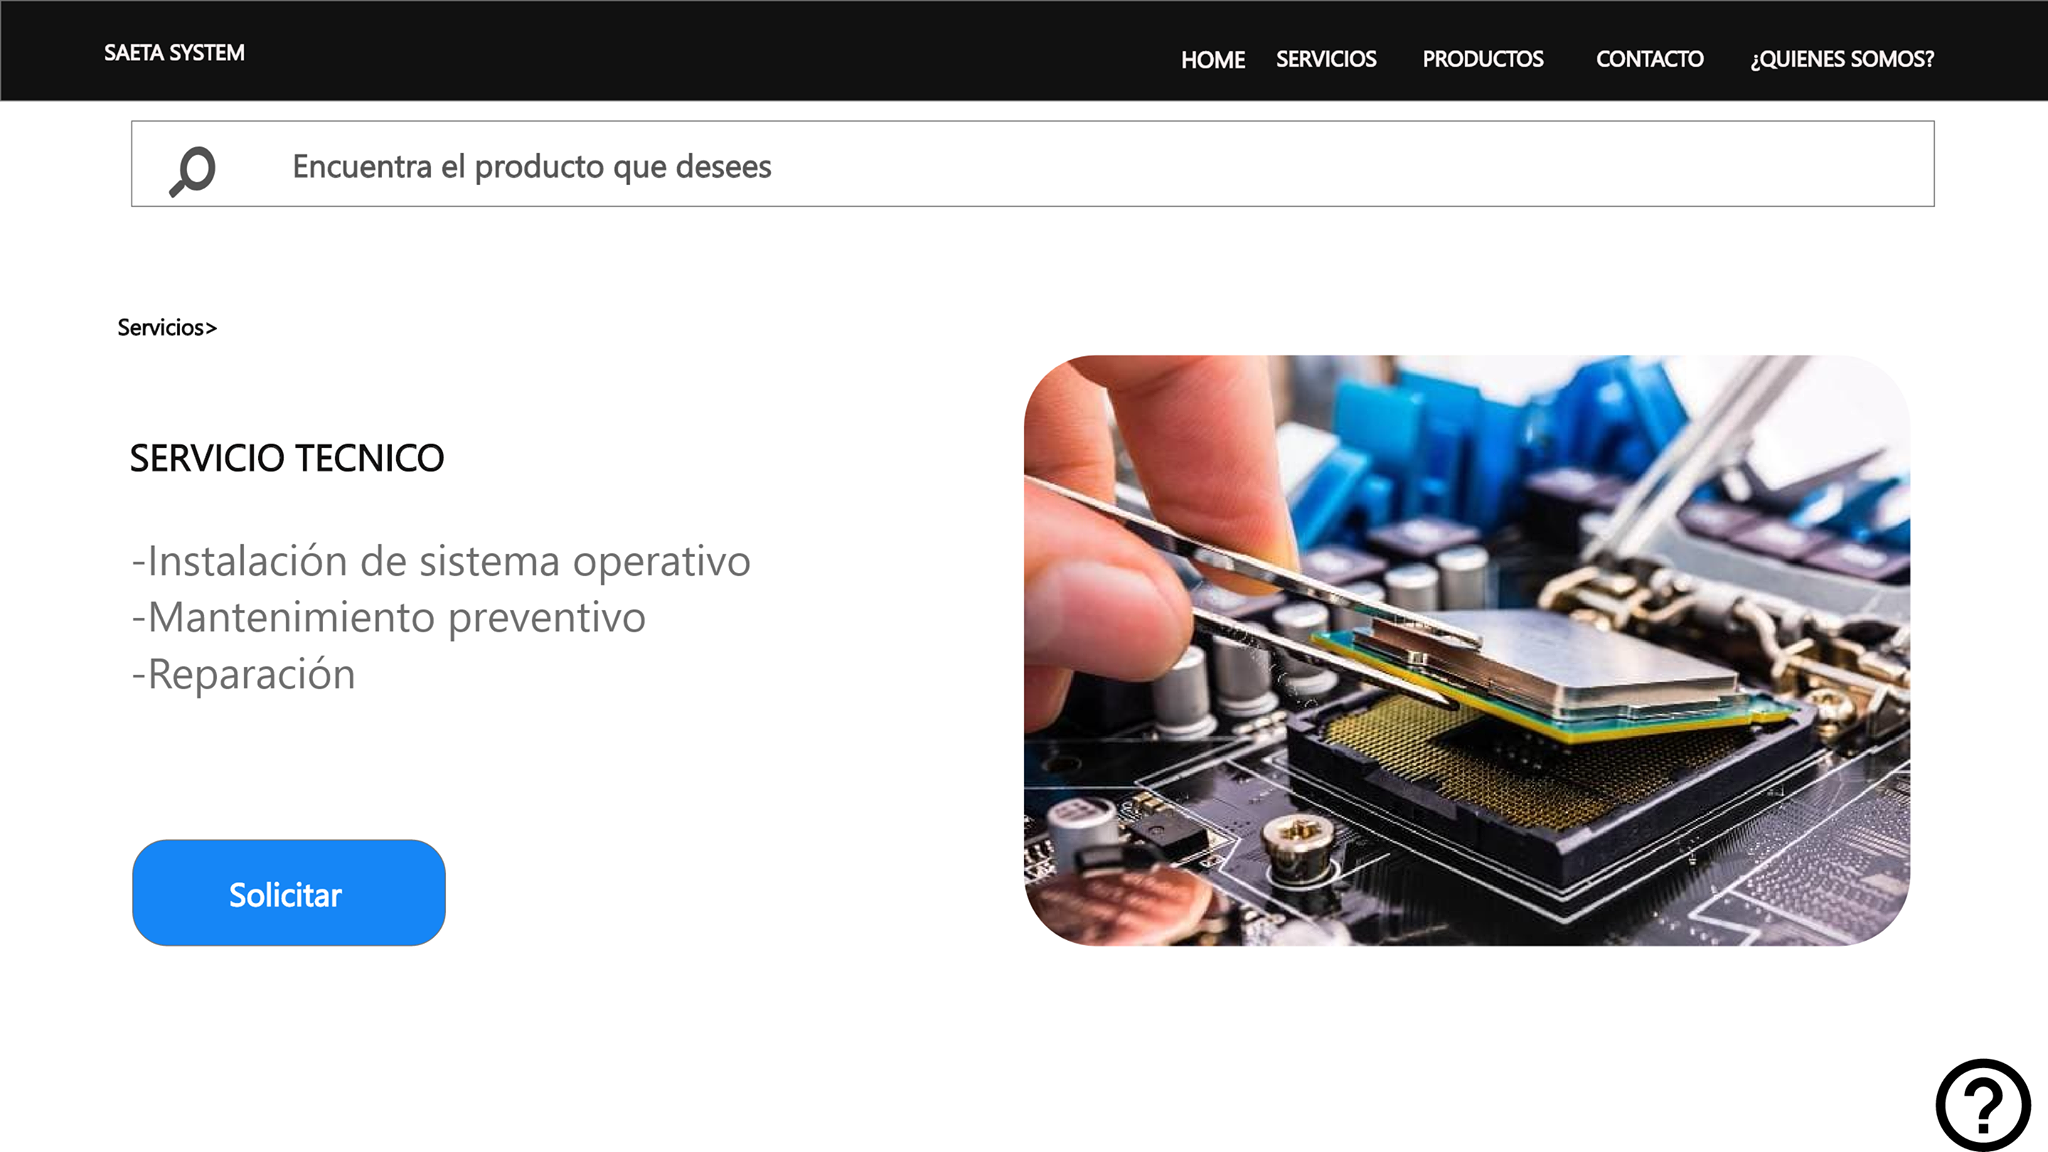 SAETA SYSTEM
HOME SERVICIOS PRODUCTOS CONTACTO ¿QUIENES SOMOS?
Encuentra el producto que desees
Servicios>
SERVICIO TECNICO
-Instalación de sistema operativo
-Mantenimiento preventivo
-Reparación
Solicitar
?